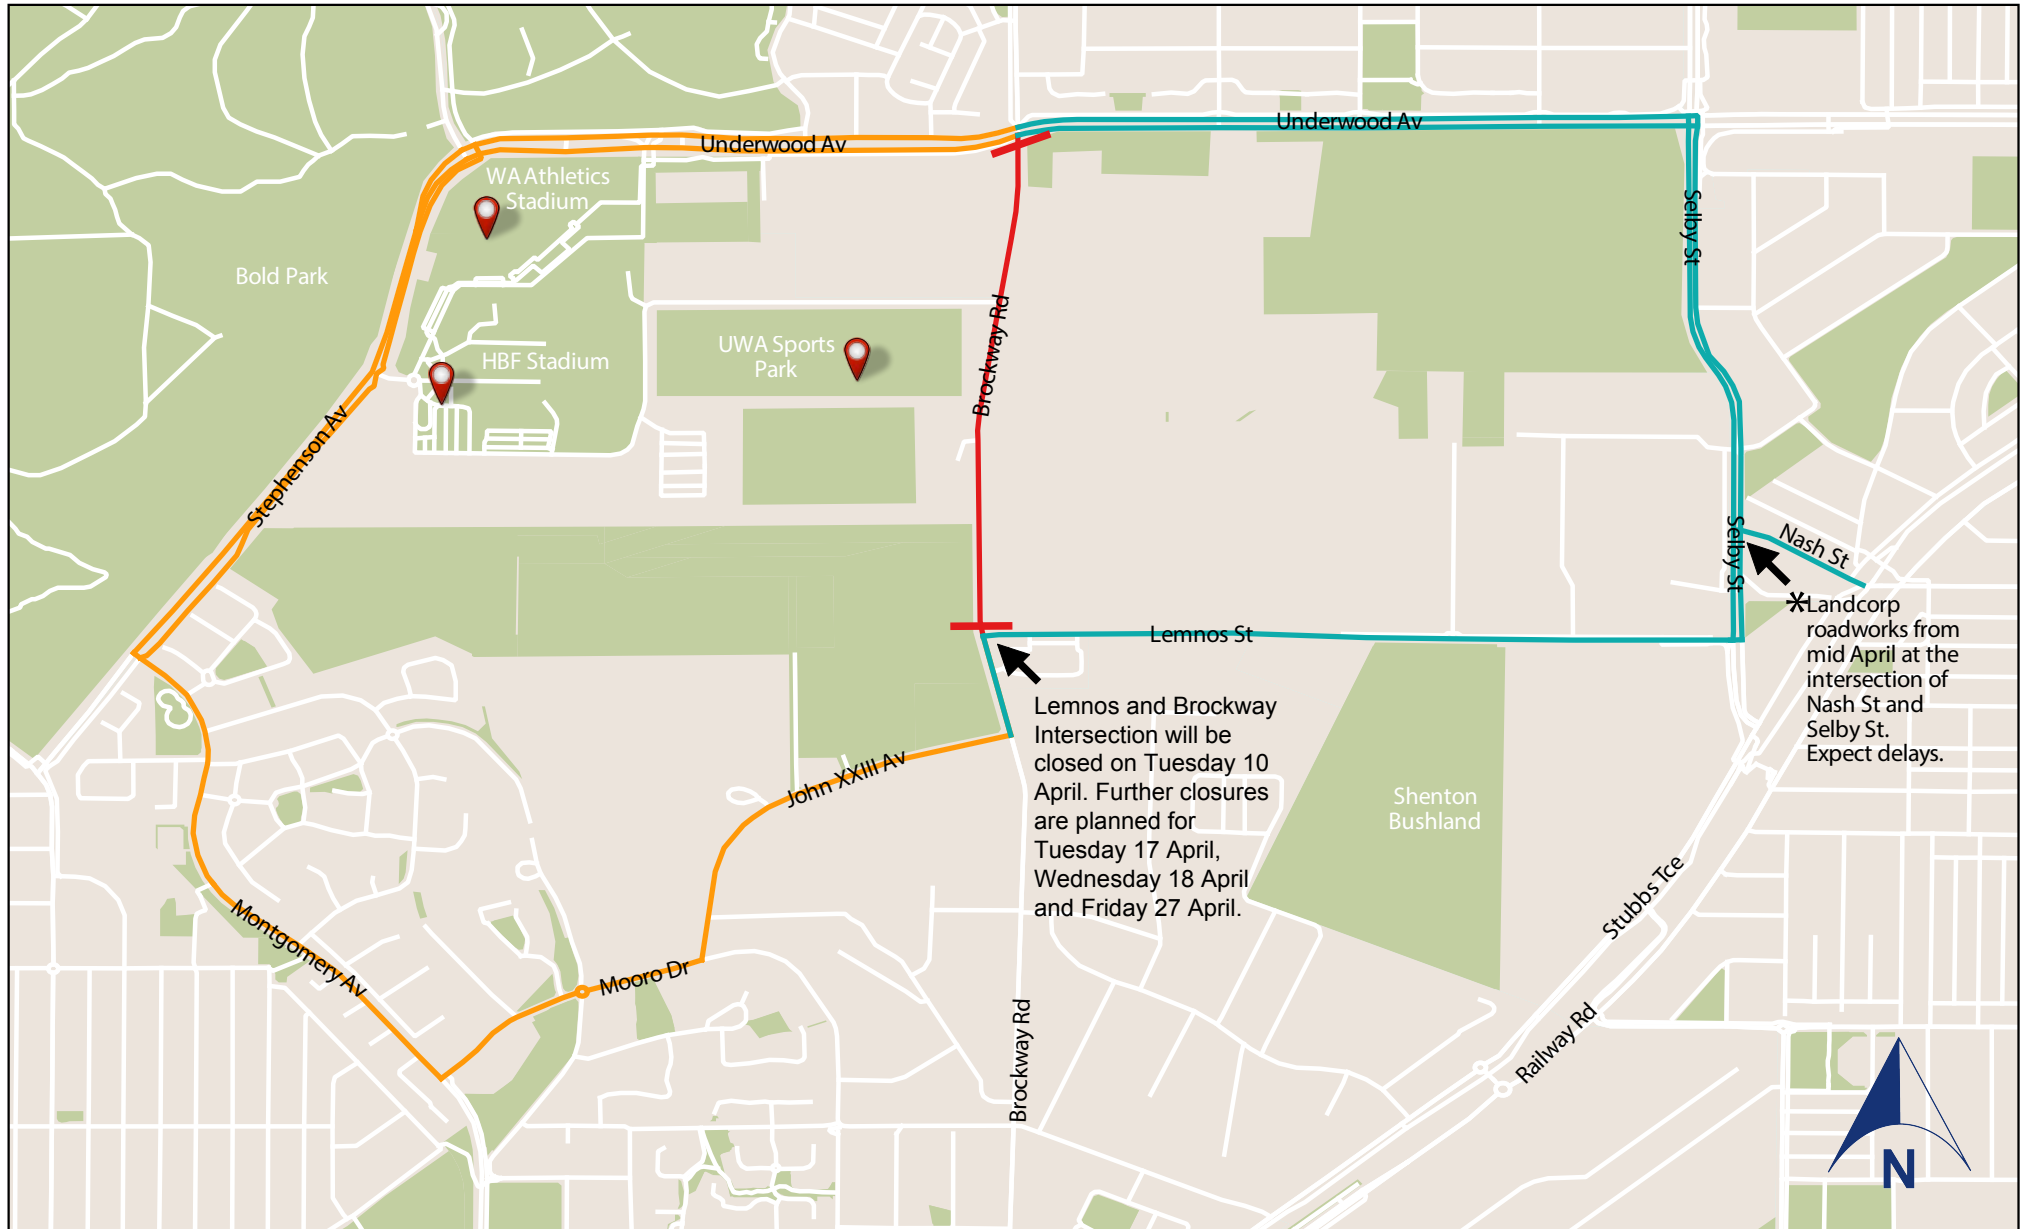 Underwood Av
Underwood Av
WA Athletics
Stadium
Selby St
Bold Park
Brockway Rd
UWA Sports
Park
HBF Stadium
Stephenson Av
Selby St
Nash St
*Landcorp
roadworks from
mid April at the
intersection of
Nash St and
Selby St.
Expect delays.
Lemnos St
Lemnos and Brockway
Intersection will be
closed on Tuesday 10
April. Further closures
are planned for
Tuesday 17 April,
Wednesday 18 April
and Friday 27 April.
John XXIII Av
Shenton
Bushland
Stubbs Tce
Montgomery Av
Mooro Dr
Brockway Rd
Railway Rd
N